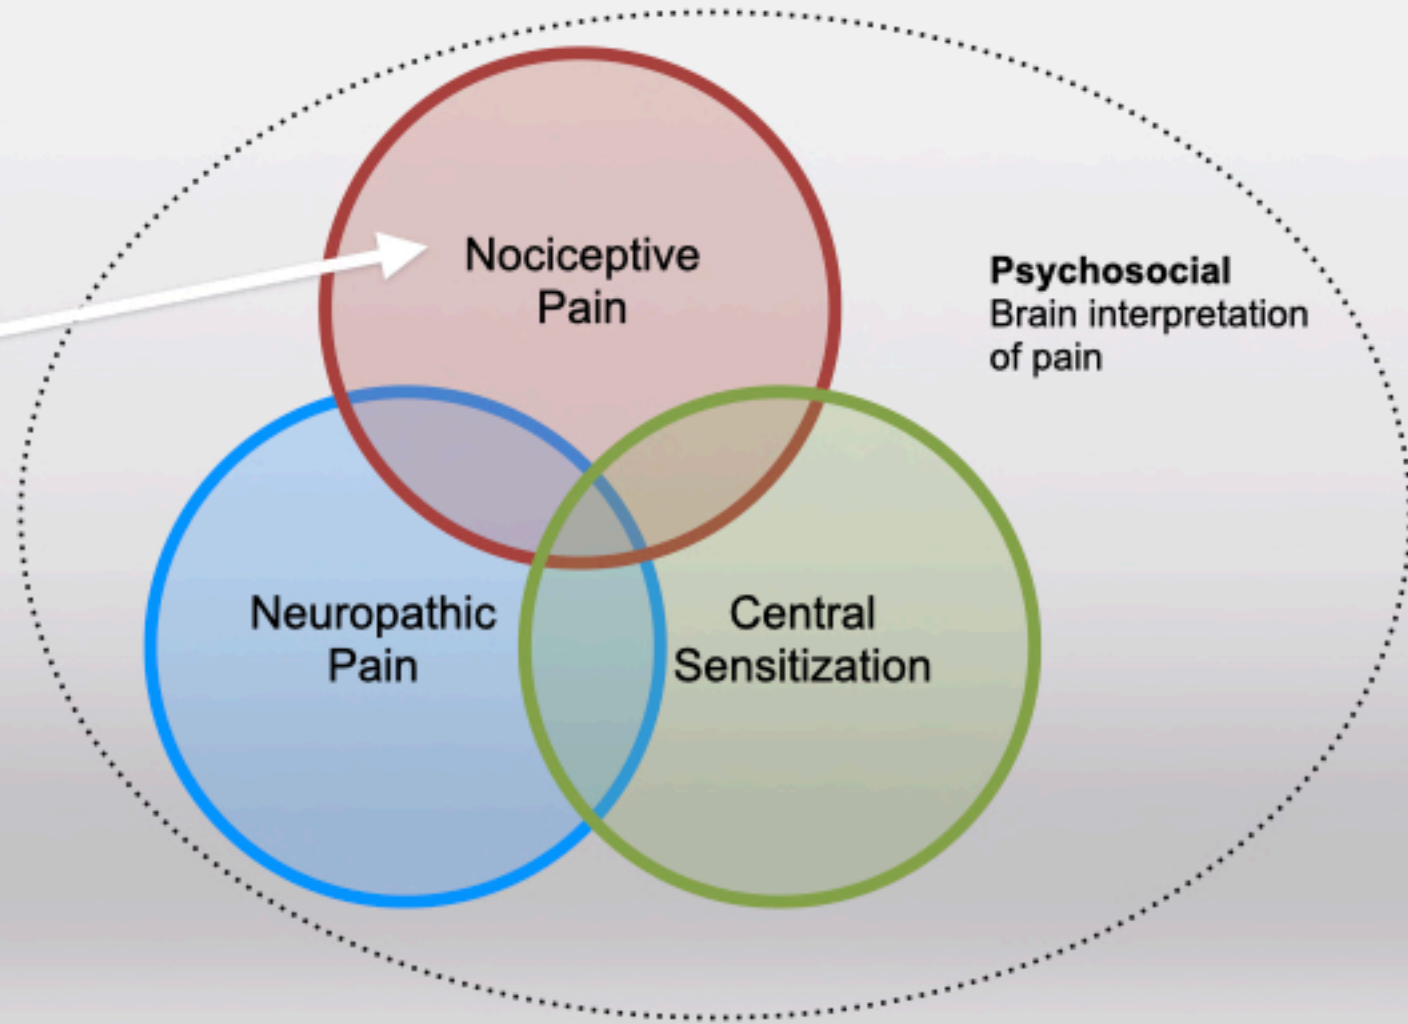 Nociceptive
Pain
Psychosocial
Brain interpretation
of pain
Neuropathic
Pain
Central
Sensitization